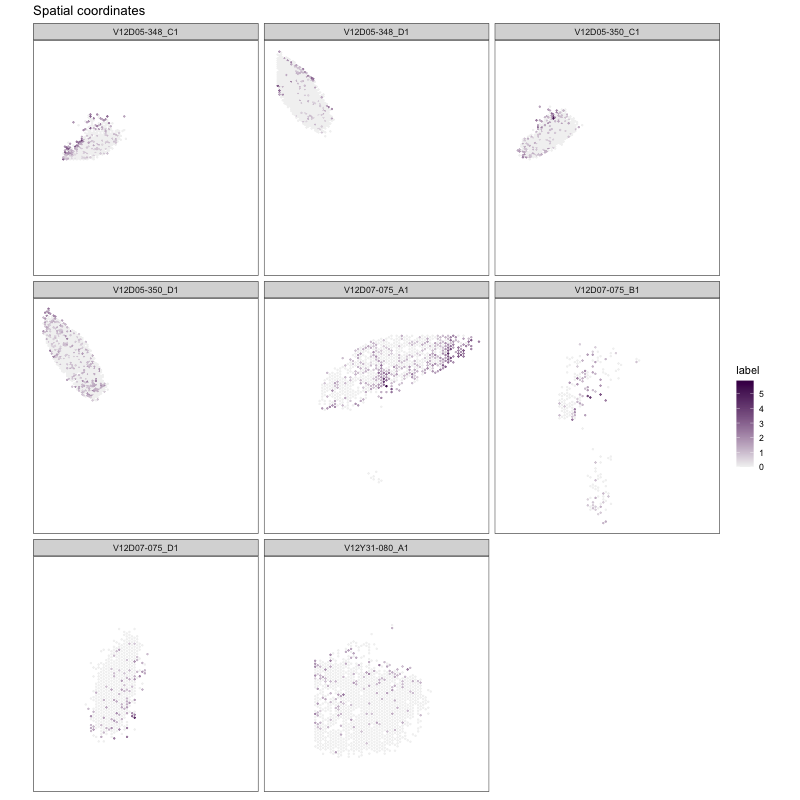 Spatial coordinates
V12D05-348_C1
V12D05-348_D1
V12D05-350_C1
V12D05-350_D1
V12D07-075_A1
V12D07-075_B1
label
5
4
3
2
1
0
V12D07-075_D1
V12Y31-080_A1